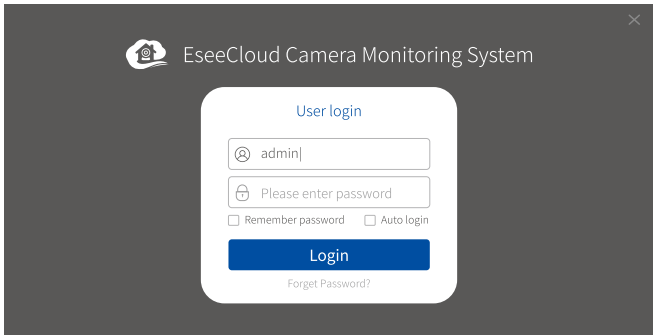 EseeCloud Camera Monitoring System
User login
admin
Please enter password
Remember password Auto login
Login
Forget Password?